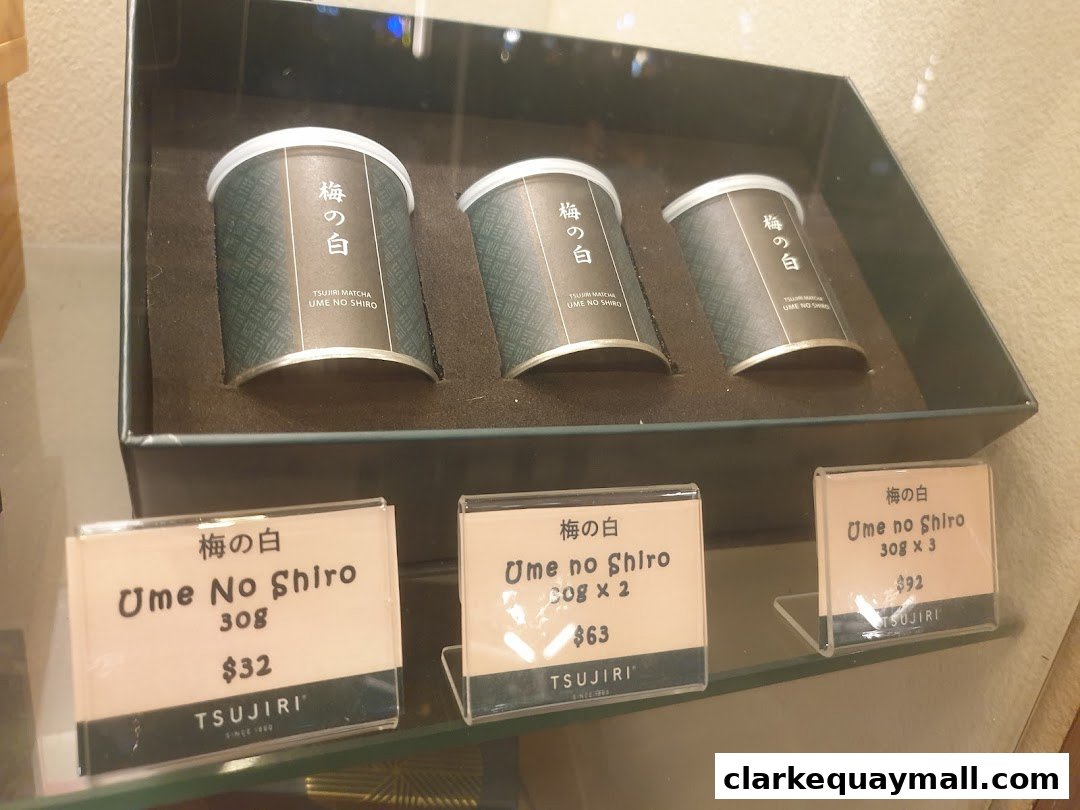 梅の白
TSUJIRI MATCHA
UME NO SHIRO
梅の白
TSUJIRI MATCHA
UME NO SHIRO
梅の白
TSUJIRI MATCHA
UME NO SHIRO
梅の白
Ume No Shiro
30g
$32
TSUJIRI®
SINCE 1860
梅の白
Ume no Shiro
30g x 2
$63
TSUJIRI®
SINCE 1860
梅の白
Ume no Shiro
30g x 3
$92
TSUJIRI®
clarkequaymall.com